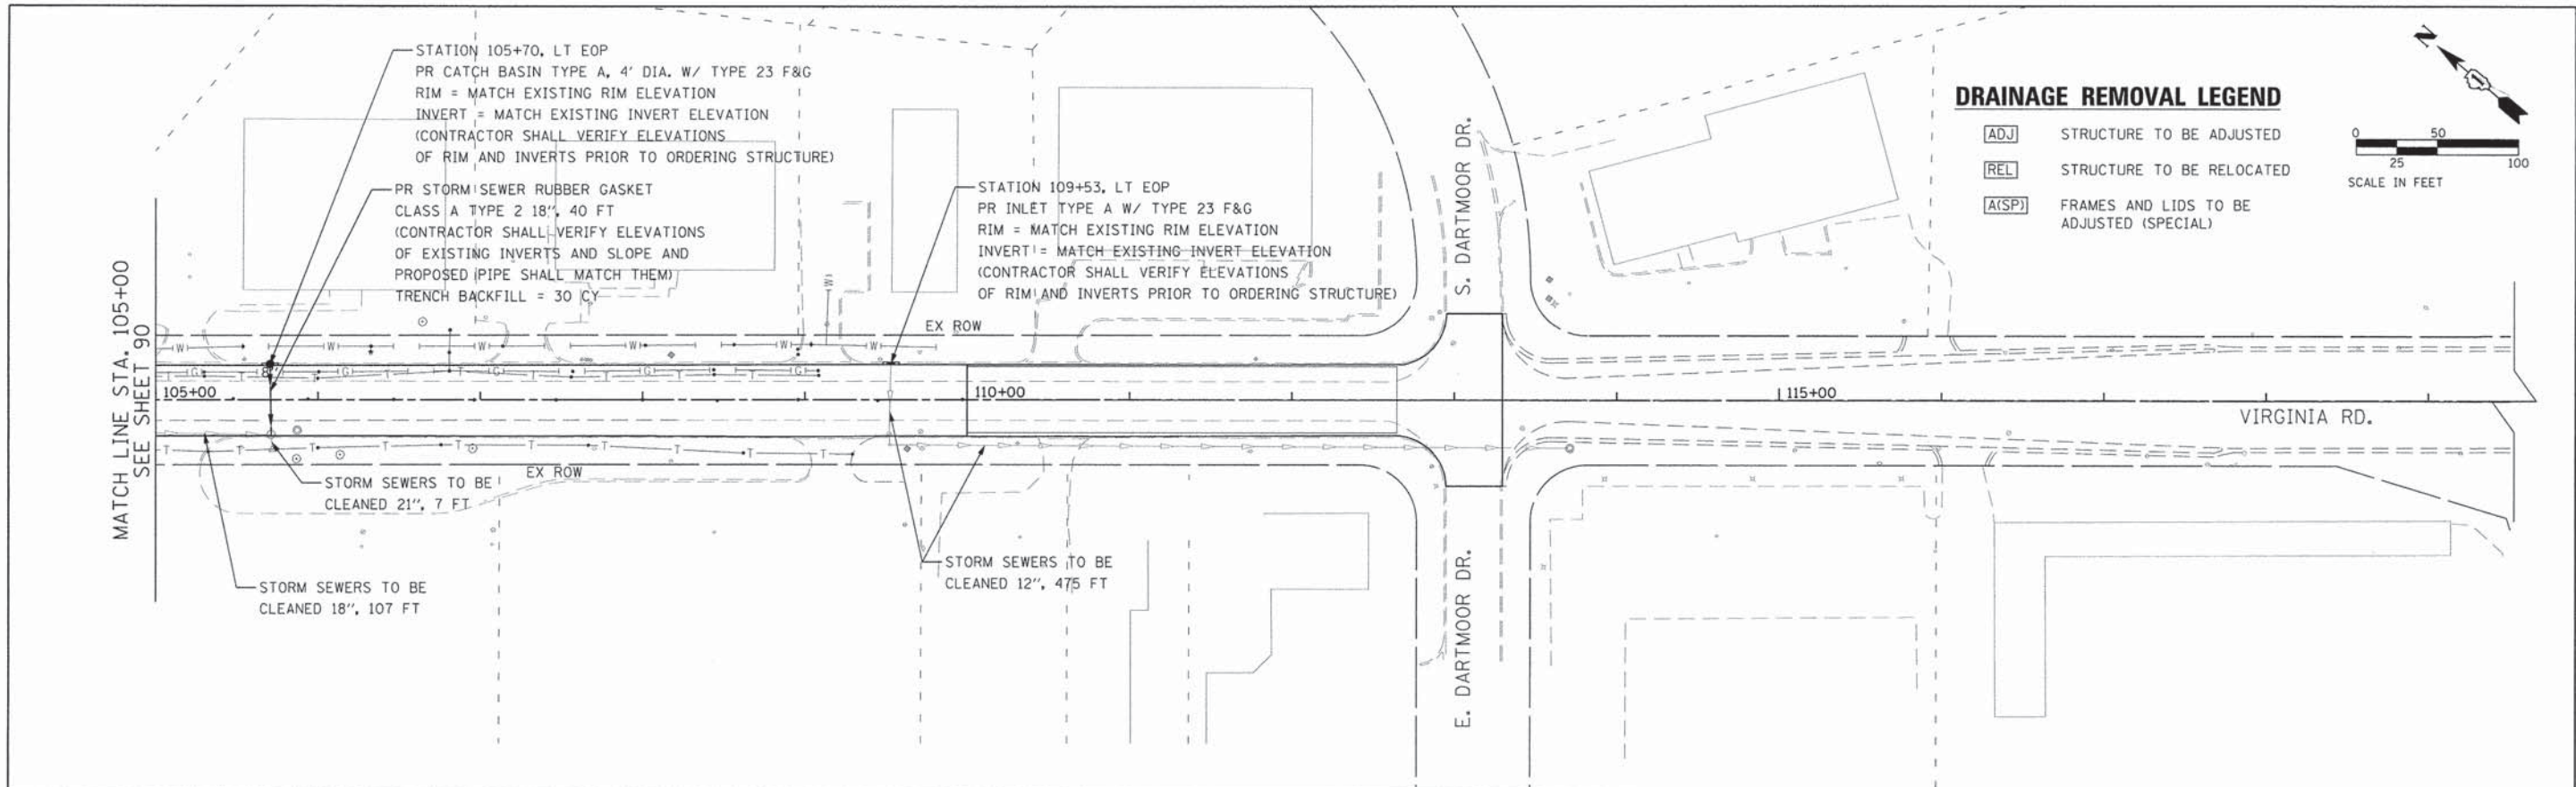 STATION 105+70, LT EOP
PR CATCH BASIN TYPE A, 4' DIA. W/ TYPE 23 F&G
RIM = MATCH EXISTING RIM ELEVATION
INVERT = MATCH EXISTING INVERT ELEVATION
(CONTRACTOR SHALL VERIFY ELEVATIONS
OF RIM AND INVERTS PRIOR TO ORDERING STRUCTURE)
PR STORM SEWER RUBBER GASKET
CLASS A TYPE 2 18", 40 FT
(CONTRACTOR SHALL VERIFY ELEVATIONS
OF EXISTING INVERTS AND SLOPE AND
PROPOSED PIPE SHALL MATCH THEM)
TRENCH BACKFILL = 30 CY
STATION 109+53, LT EOP
PR INLET TYPE A W/ TYPE 23 F&G
RIM = MATCH EXISTING RIM ELEVATION
INVERT = MATCH EXISTING INVERT ELEVATION
(CONTRACTOR SHALL VERIFY ELEVATIONS
OF RIM AND INVERTS PRIOR TO ORDERING STRUCTURE)
S. DARTMOOR DR.
DRAINAGE REMOVAL LEGEND
ADJ STRUCTURE TO BE ADJUSTED
REL STRUCTURE TO BE RELOCATED
A(SP) FRAMES AND LIDS TO BE
ADJUSTED (SPECIAL)
N
0 50
25 100
SCALE IN FEET
MATCH LINE STA. 105+00
SEE SHEET 90
EX ROW
W W W W W W
W
G G G G G
T T T T T T T T
105+00
110+00
115+00
VIRGINIA RD.
T T T T T T T T T T
EX ROW
STORM SEWERS TO BE
CLEANED 21", 7 FT
STORM SEWERS TO BE
CLEANED 18", 107 FT
STORM SEWERS TO BE
CLEANED 12", 475 FT
E. DARTMOOR DR.